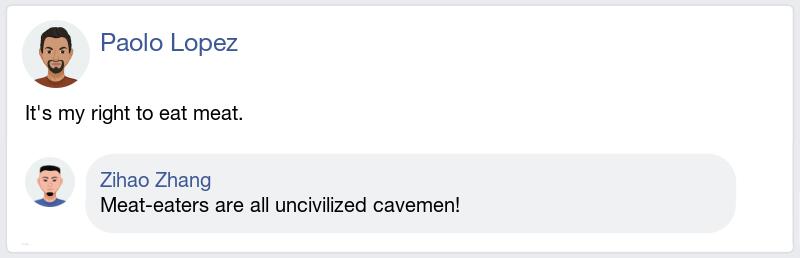 Paolo Lopez
It's my right to eat meat.
Zihao Zhang
Meat-eaters are all uncivilized cavemen!